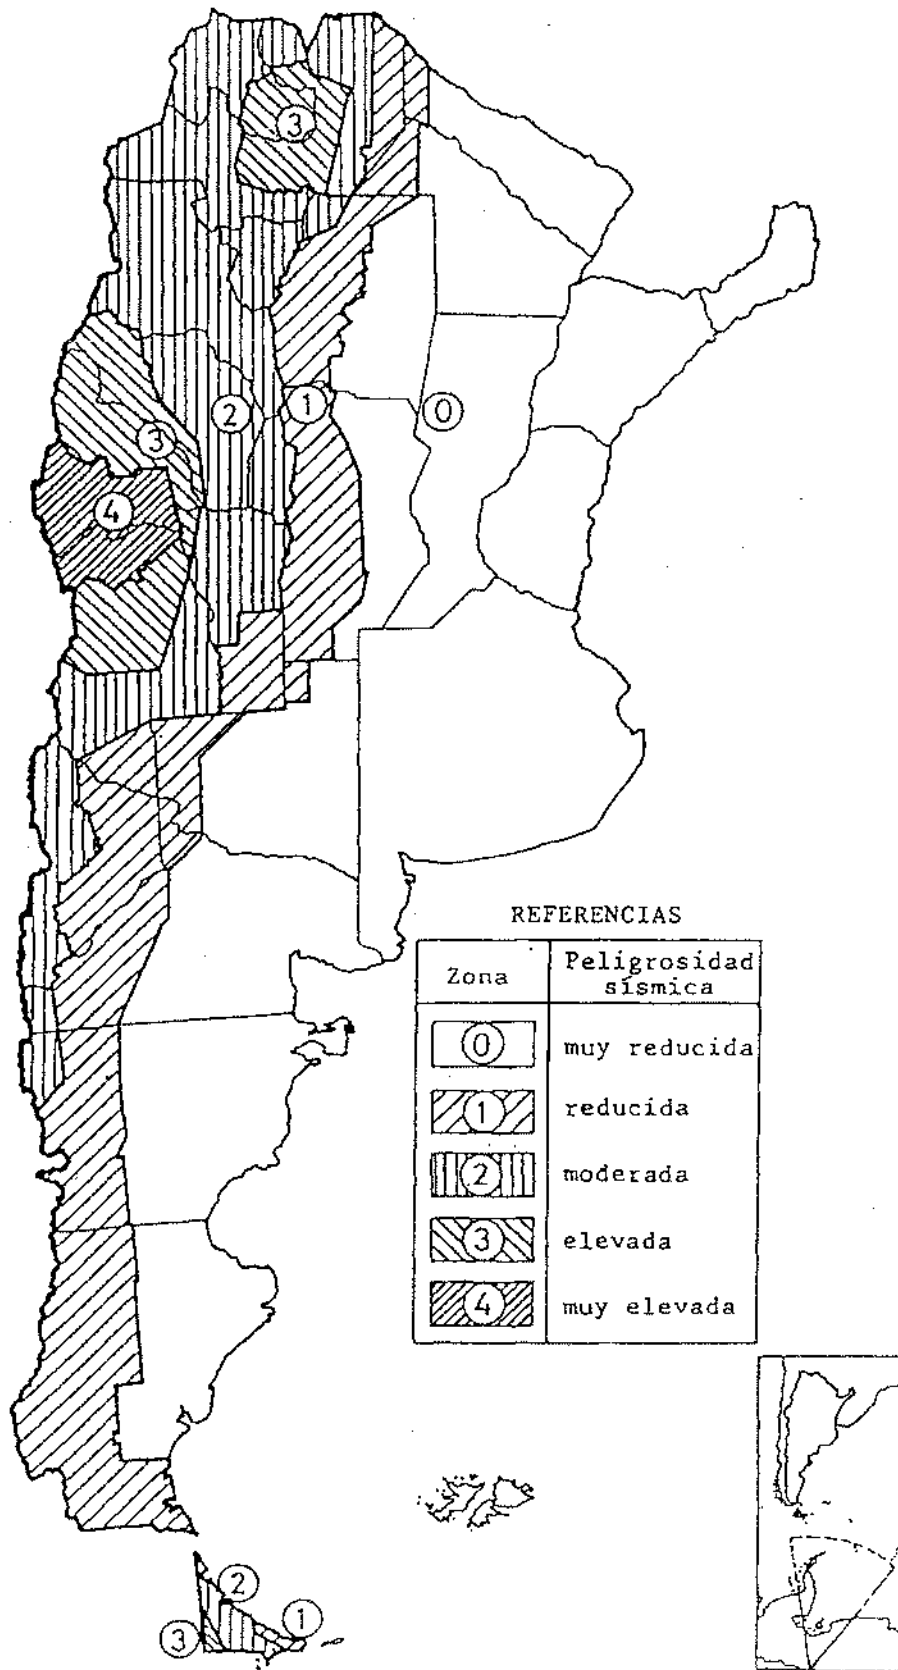 3
3
2
1
0
4
REFERENCIAS
Zona
Peligrosidad
sísmica
0 muy reducida
1 reducida
2 moderada
3 elevada
4 muy elevada
2
1
3